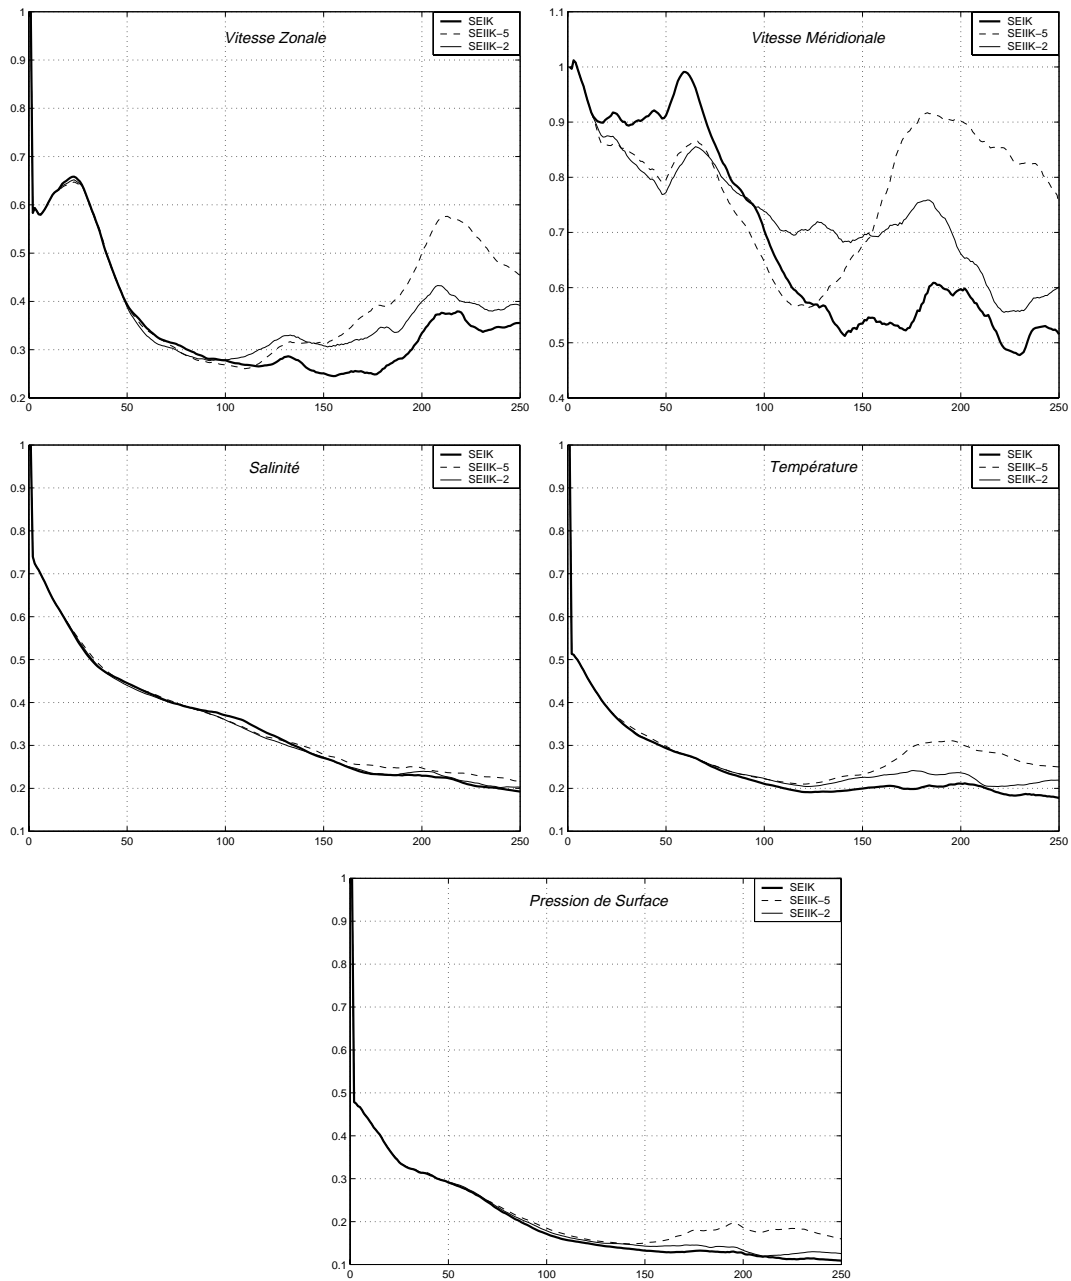 Vitesse Zonale
SEIK
SEIIK-5
SEIIK-2
1
0.9
0.8
0.7
0.6
0.5
0.4
0.3
0.2
0 50 100 150 200 250
Vitesse Méridionale
SEIK
SEIIK-5
SEIIK-2
1.1
1
0.9
0.8
0.7
0.6
0.5
0.4
0 50 100 150 200 250
Salinité
SEIK
SEIIK-5
SEIIK-2
1
0.9
0.8
0.7
0.6
0.5
0.4
0.3
0.2
0.1
0 50 100 150 200 250
Température
SEIK
SEIIK-5
SEIIK-2
1
0.9
0.8
0.7
0.6
0.5
0.4
0.3
0.2
0.1
0 50 100 150 200 250
Pression de Surface
SEIK
SEIIK-5
SEIIK-2
1
0.9
0.8
0.7
0.6
0.5
0.4
0.3
0.2
0.1
0 50 100 150 200 250